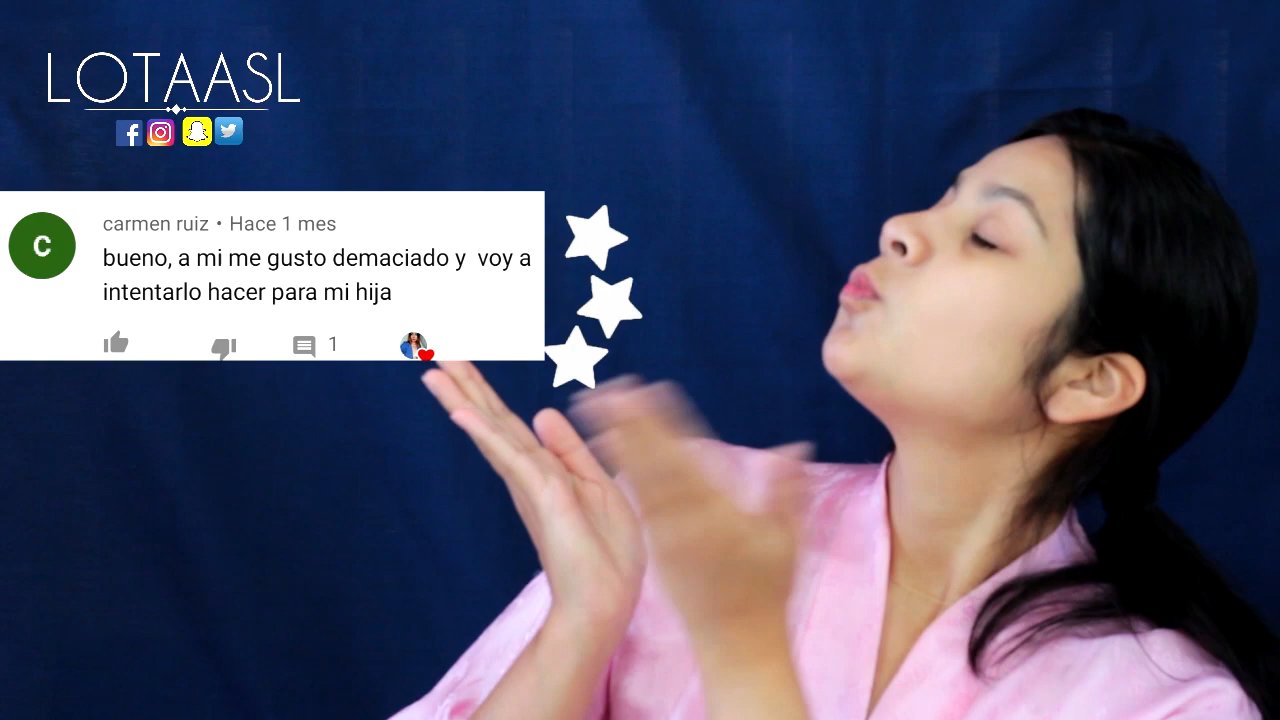 LOTAASL
C
carmen ruiz • Hace 1 mes
bueno, a mi me gusto demaciado y voy a
intentarlo hacer para mi hija
1